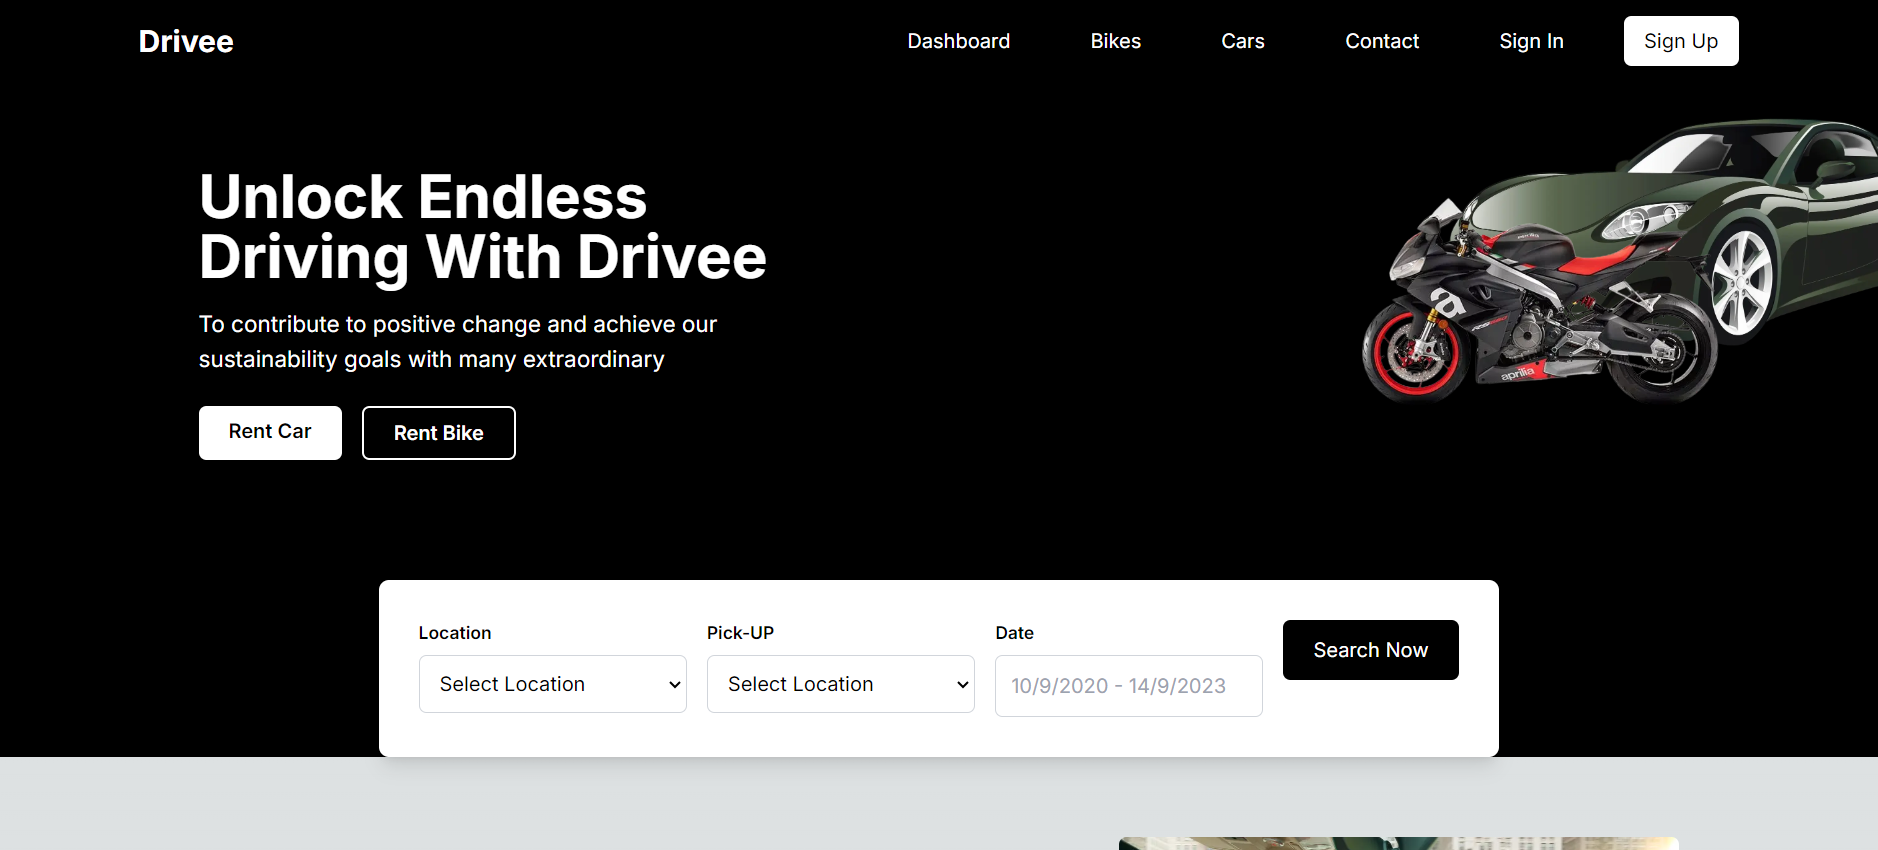 Drivee
Dashboard
Bikes
Cars
Contact
Sign In
Sign Up
Unlock Endless
Driving With Drivee
To contribute to positive change and achieve our
sustainability goals with many extraordinary
Rent Car
Rent Bike
aprilia
Location
Pick-UP
Date
Select Location
Select Location
10/9/2020 - 14/9/2023
Search Now